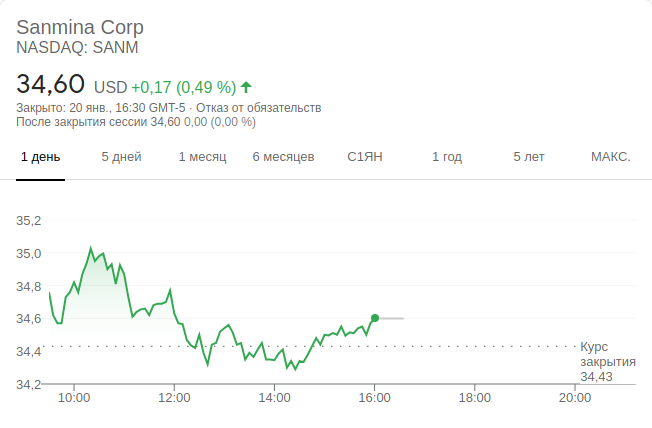 Sanmina Corp
NASDAQ: SANM
34,60 USD +0,17 (0,49 %)
Закрыто: 20 янв., 16:30 GMT-5 · Отказ от обязательств
После закрытия сессии 34,60 0,00 (0,00 %)
1 день 5 дней 1 месяц 6 месяцев С1ЯН 1 год 5 лет МАКС.
35,2
35,0
34,8
34,6
34,4
34,2
Курс
закрытия
34,43
10:00 12:00 14:00 16:00 18:00 20:00